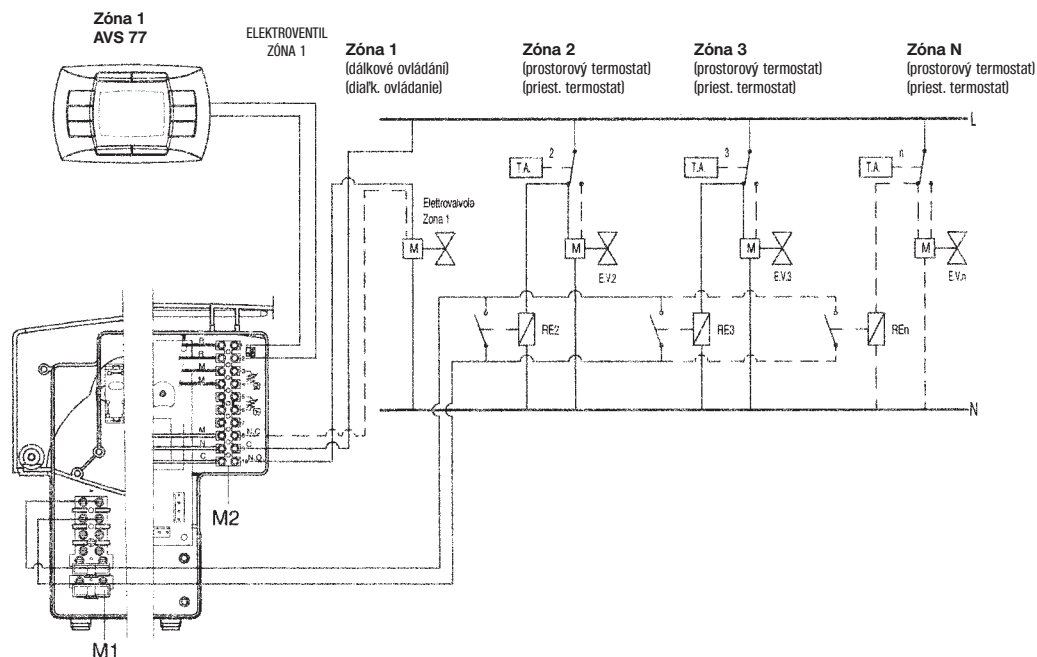 Zóna 1
AVS 77
ELEKTROVENTIL
ZÓNA 1
Zóna 1
(dálkové ovládání)
(diaľk. ovládanie)
Zóna 2
(prostorový termostat)
(priest. termostat)
Zóna 3
(prostorový termostat)
(priest. termostat)
Zóna N
(prostorový termostat)
(priest. termostat)
L
T.A.
2
T.A.
3
T.A.
n
Elettrovalvola
Zona 1
M
M
E.V.2
M
E.V.3
M
E.V.n
RE2
RE3
REn
R
R
M
M
M
N
C
N.C
C
N.O
N
M2
M1